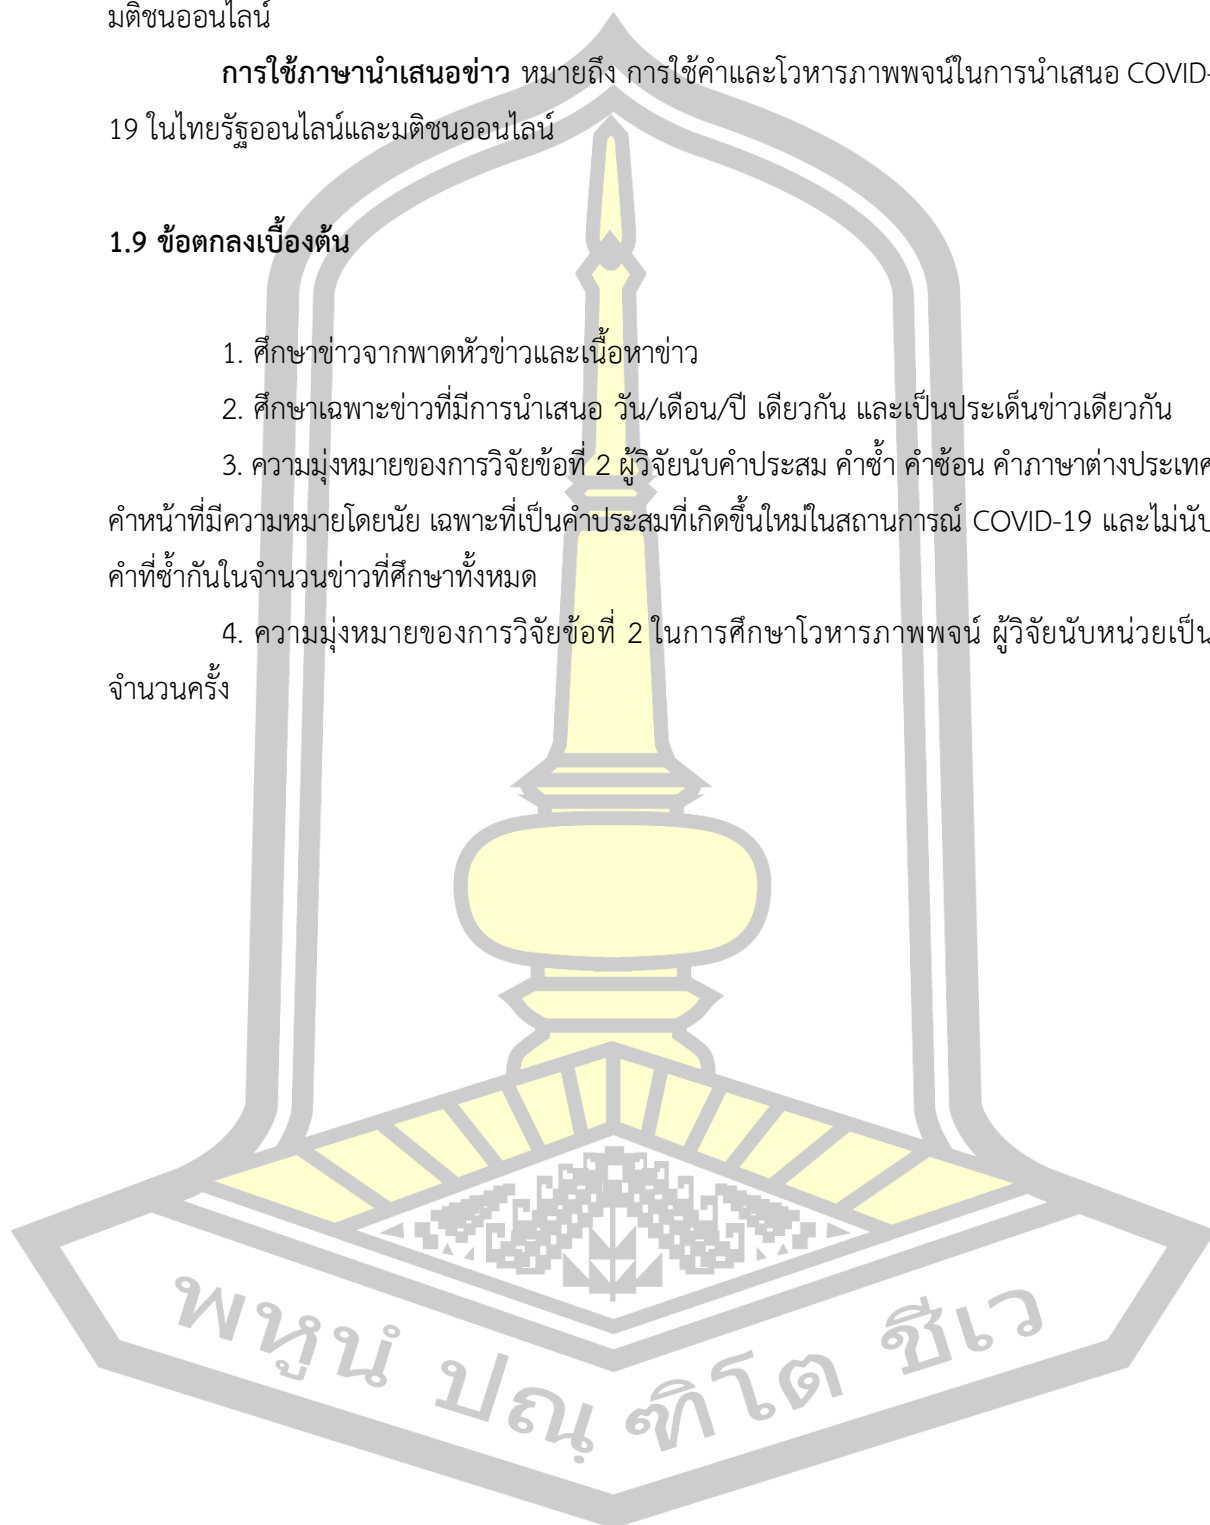 มติชนออนไลน์
การใช้ภาษานำเสนอข่าว หมายถึง การใช้คำและโวหารภาพพจน์ในการนำเสนอ COVID-
19 ในไทยรัฐออนไลน์และมติชนออนไลน์
1.9 ข้อตกลงเบื้องต้น
1. ศึกษาข่าวจากพาดหัวข่าวและเนื้อหาข่าว
2. ศึกษาเฉพาะข่าวที่มีการนำเสนอ วัน/เดือน/ปี เดียวกัน และเป็นประเด็นข่าวเดียวกัน
3. ความมุ่งหมายของการวิจัยข้อที่ 2 ผู้วิจัยนับคำประสม คำซ้ำ คำซ้อน คำภาษาต่างประเทศ
คำหน้าที่มีความหมายโดยนัย เฉพาะที่เป็นคำประสมที่เกิดขึ้นใหม่ในสถานการณ์ COVID-19 และไม่นับ
คำที่ซ้ำกันในจำนวนข่าวที่ศึกษาทั้งหมด
4. ความมุ่งหมายของการวิจัยข้อที่ 2 ในการศึกษาโวหารภาพพจน์ ผู้วิจัยนับหน่วยเป็น
จำนวนครั้ง
พหูนํ ปณฺฑิโต ชีเว